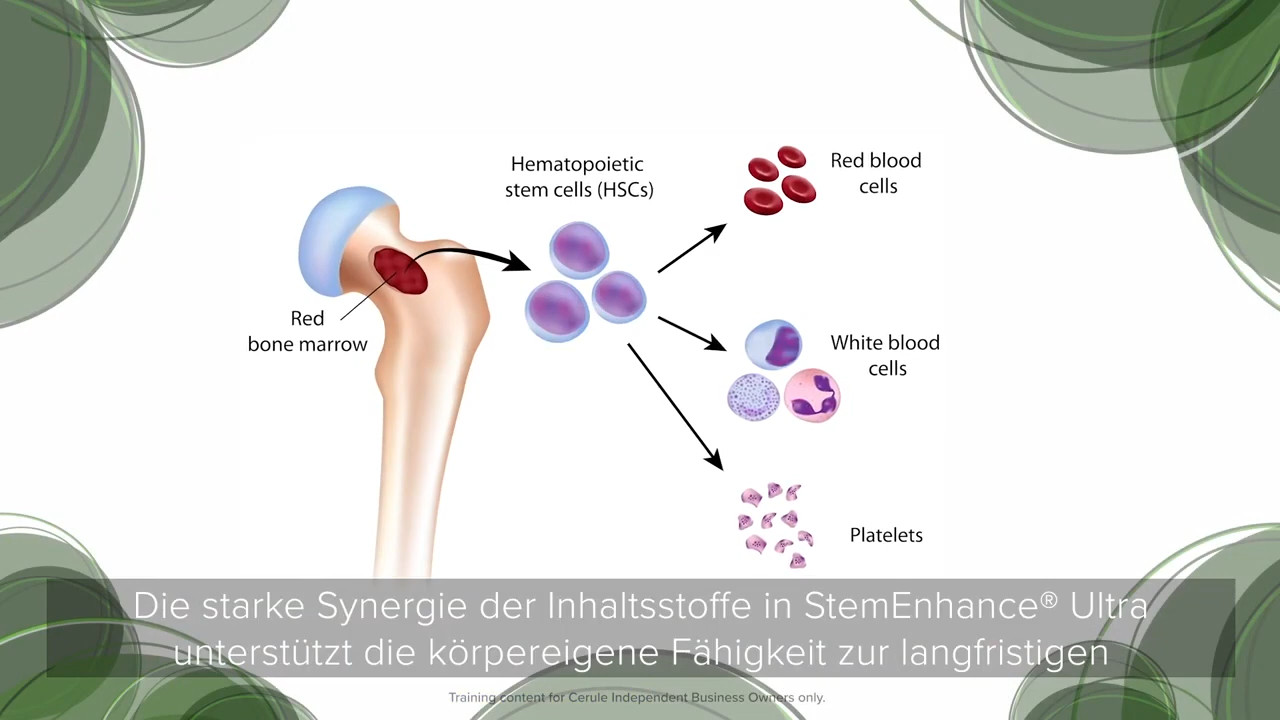 Hematopoietic
stem cells (HSCs)
Red blood
cells
Red
bone marrow
White blood
cells
Platelets
Die starke Synergie der Inhaltsstoffe in StemEnhance® Ultra
unterstützt die körpereigene Fähigkeit zur langfristigen
Training content for Cerule Independent Business Owners only.